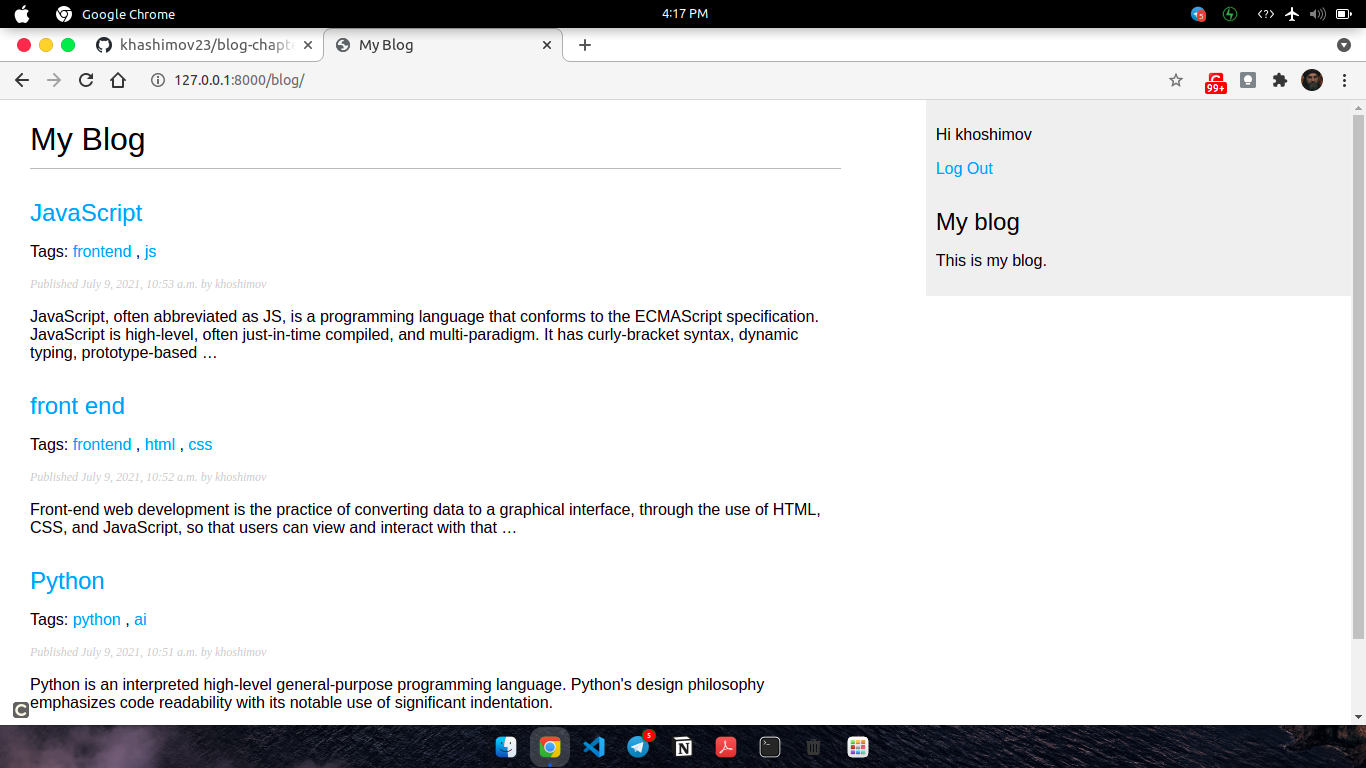 Google Chrome
4:17 PM
5
khashimov23/blog-chapte
My Blog
127.0.0.1:8000/blog/
99+
My Blog
JavaScript
Tags: frontend , js
Published July 9, 2021, 10:53 a.m. by khoshimov
JavaScript, often abbreviated as JS, is a programming language that conforms to the ECMAScript specification.
JavaScript is high-level, often just-in-time compiled, and multi-paradigm. It has curly-bracket syntax, dynamic
typing, prototype-based …
front end
Tags: frontend , html , css
Published July 9, 2021, 10:52 a.m. by khoshimov
Front-end web development is the practice of converting data to a graphical interface, through the use of HTML,
CSS, and JavaScript, so that users can view and interact with that …
Python
Tags: python , ai
Published July 9, 2021, 10:51 a.m. by khoshimov
Python is an interpreted high-level general-purpose programming language. Python's design philosophy
emphasizes code readability with its notable use of significant indentation.
Hi khoshimov
Log Out
My blog
This is my blog.
5